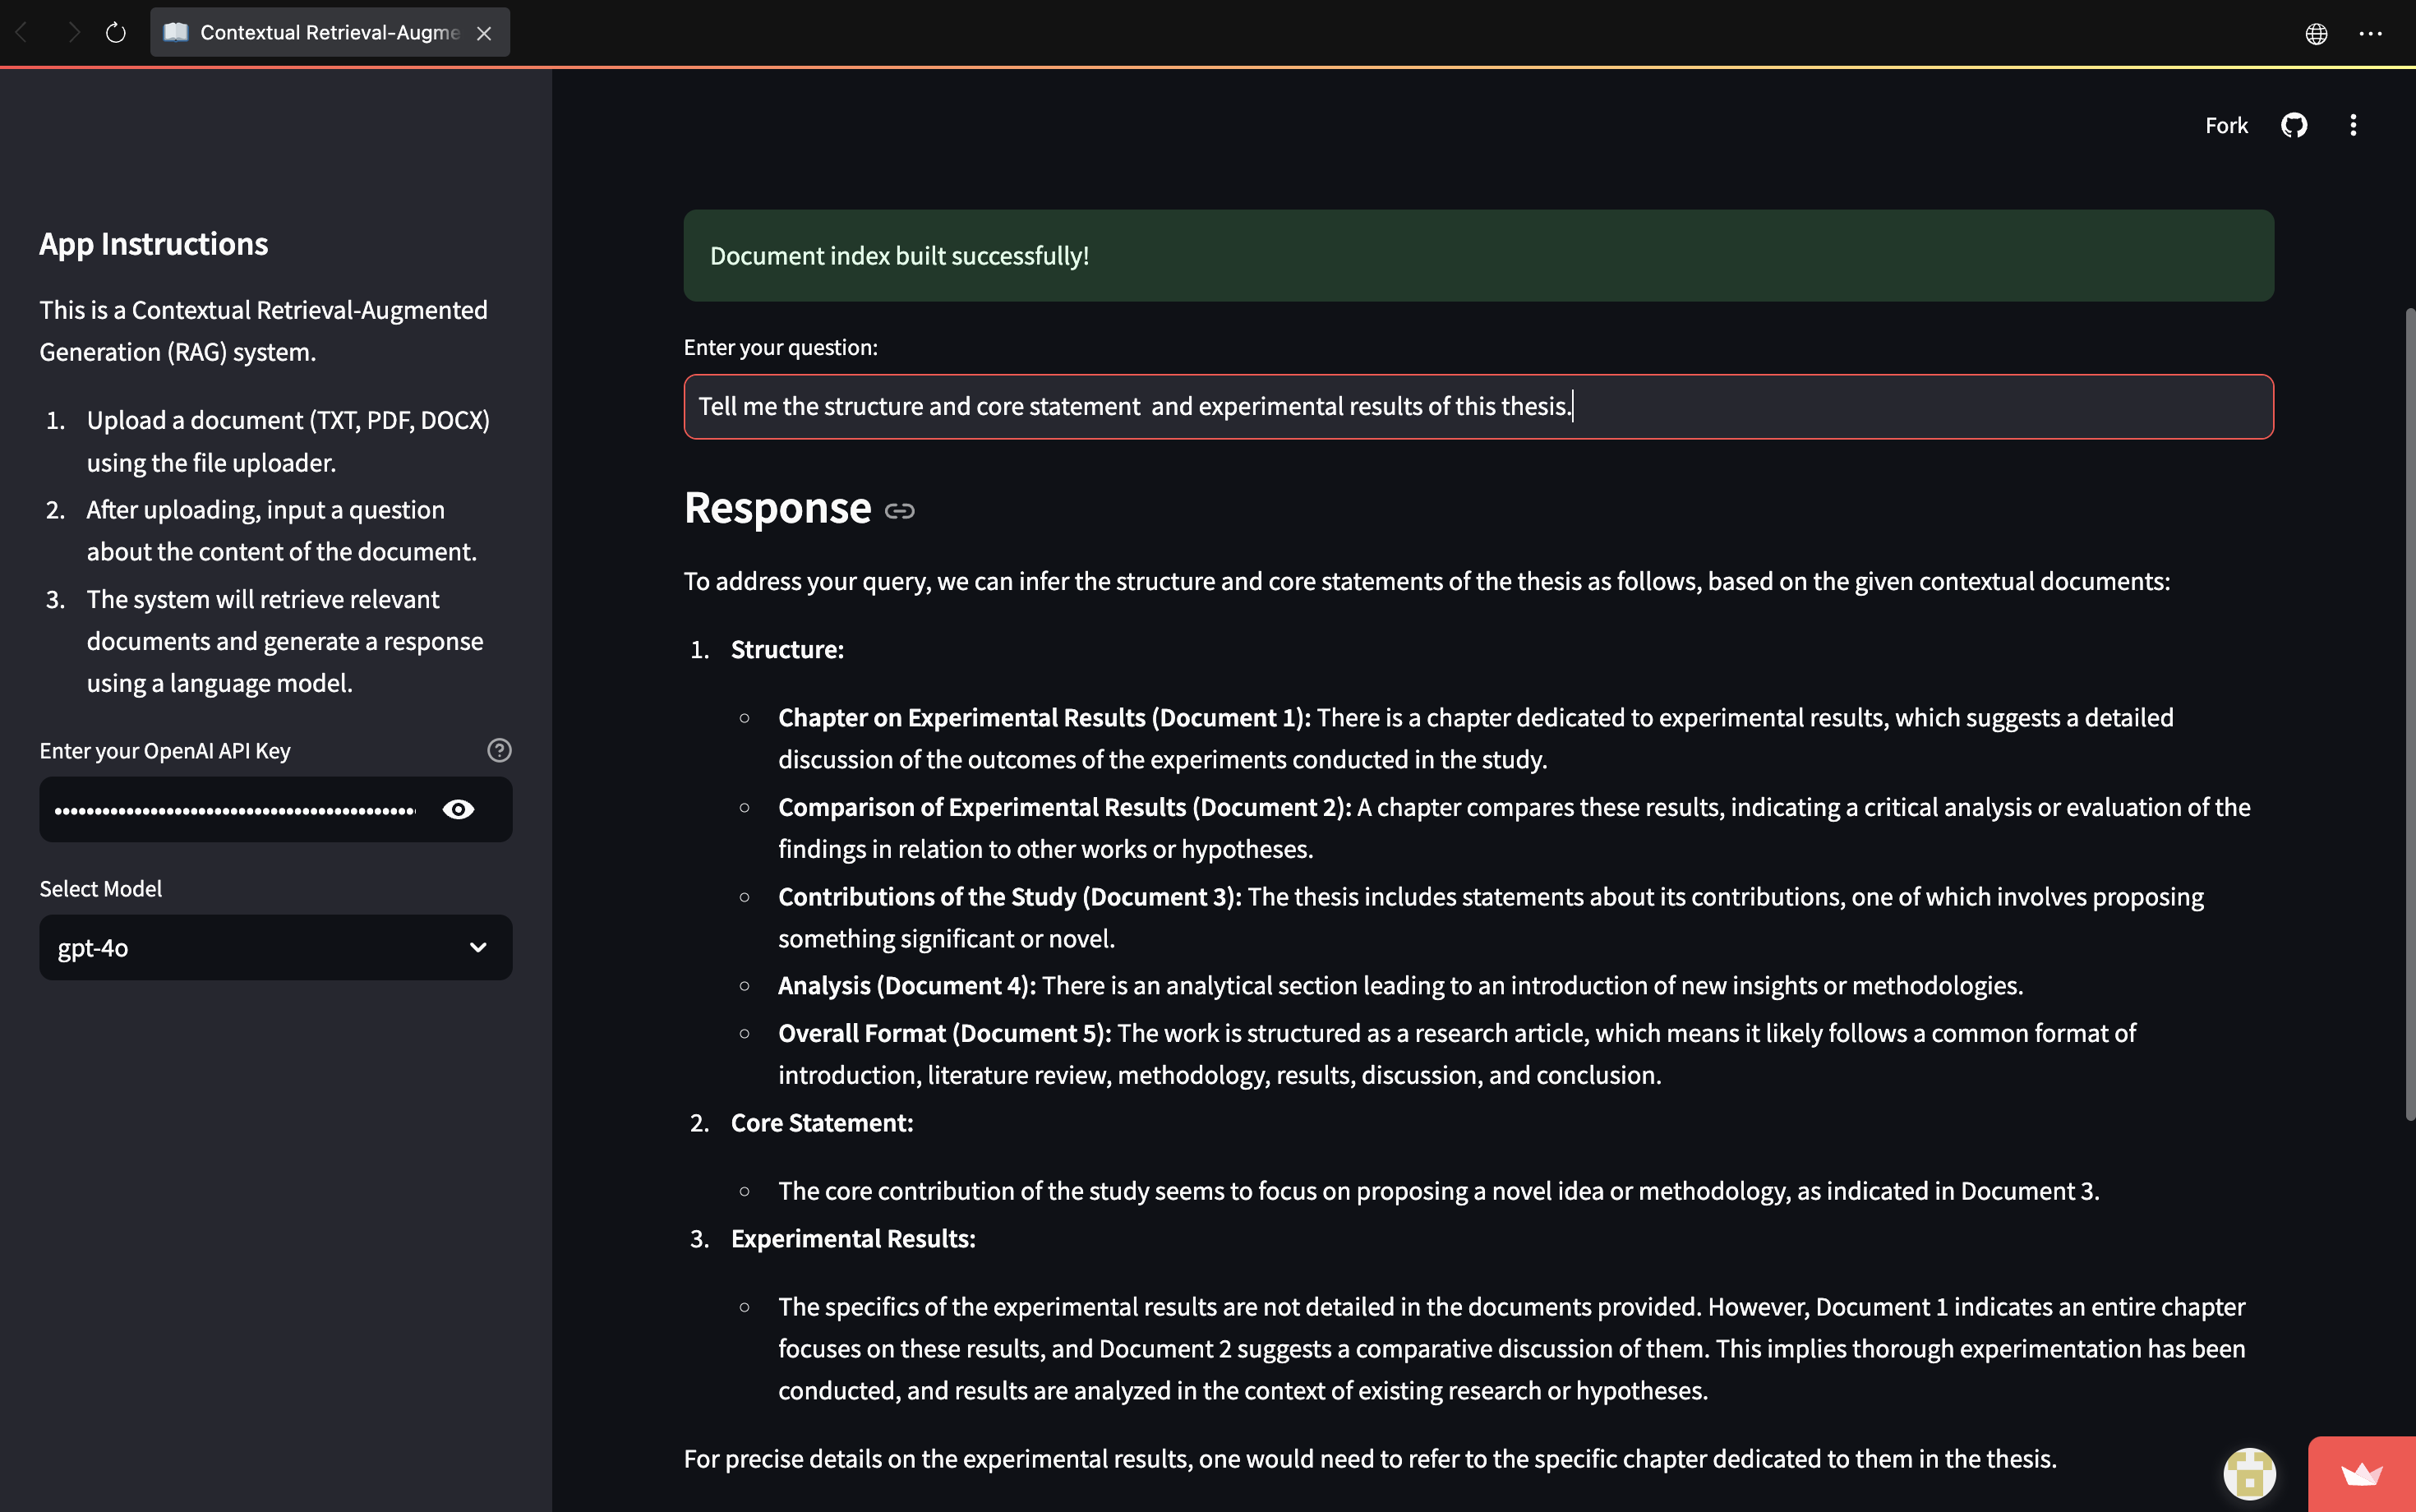 Contextual Retrieval-Augme
Fork
App Instructions
This is a Contextual Retrieval-Augmented
Generation (RAG) system.
1. Upload a document (TXT, PDF, DOCX)
using the file uploader.
2. After uploading, input a question
about the content of the document.
3. The system will retrieve relevant
documents and generate a response
using a language model.
Enter your OpenAI API Key
Select Model
gpt-4o
Document index built successfully!
Enter your question:
Tell me the structure and core statement  and experimental results of this thesis.
Response
To address your query, we can infer the structure and core statements of the thesis as follows, based on the given contextual documents:
1. Structure:
○ Chapter on Experimental Results (Document 1): There is a chapter dedicated to experimental results, which suggests a detailed
discussion of the outcomes of the experiments conducted in the study.
○ Comparison of Experimental Results (Document 2): A chapter compares these results, indicating a critical analysis or evaluation of the
findings in relation to other works or hypotheses.
○ Contributions of the Study (Document 3): The thesis includes statements about its contributions, one of which involves proposing
something significant or novel.
○ Analysis (Document 4): There is an analytical section leading to an introduction of new insights or methodologies.
○ Overall Format (Document 5): The work is structured as a research article, which means it likely follows a common format of
introduction, literature review, methodology, results, discussion, and conclusion.
2. Core Statement:
○ The core contribution of the study seems to focus on proposing a novel idea or methodology, as indicated in Document 3.
3. Experimental Results:
○ The specifics of the experimental results are not detailed in the documents provided. However, Document 1 indicates an entire chapter
focuses on these results, and Document 2 suggests a comparative discussion of them. This implies thorough experimentation has been
conducted, and results are analyzed in the context of existing research or hypotheses.
For precise details on the experimental results, one would need to refer to the specific chapter dedicated to them in the thesis.